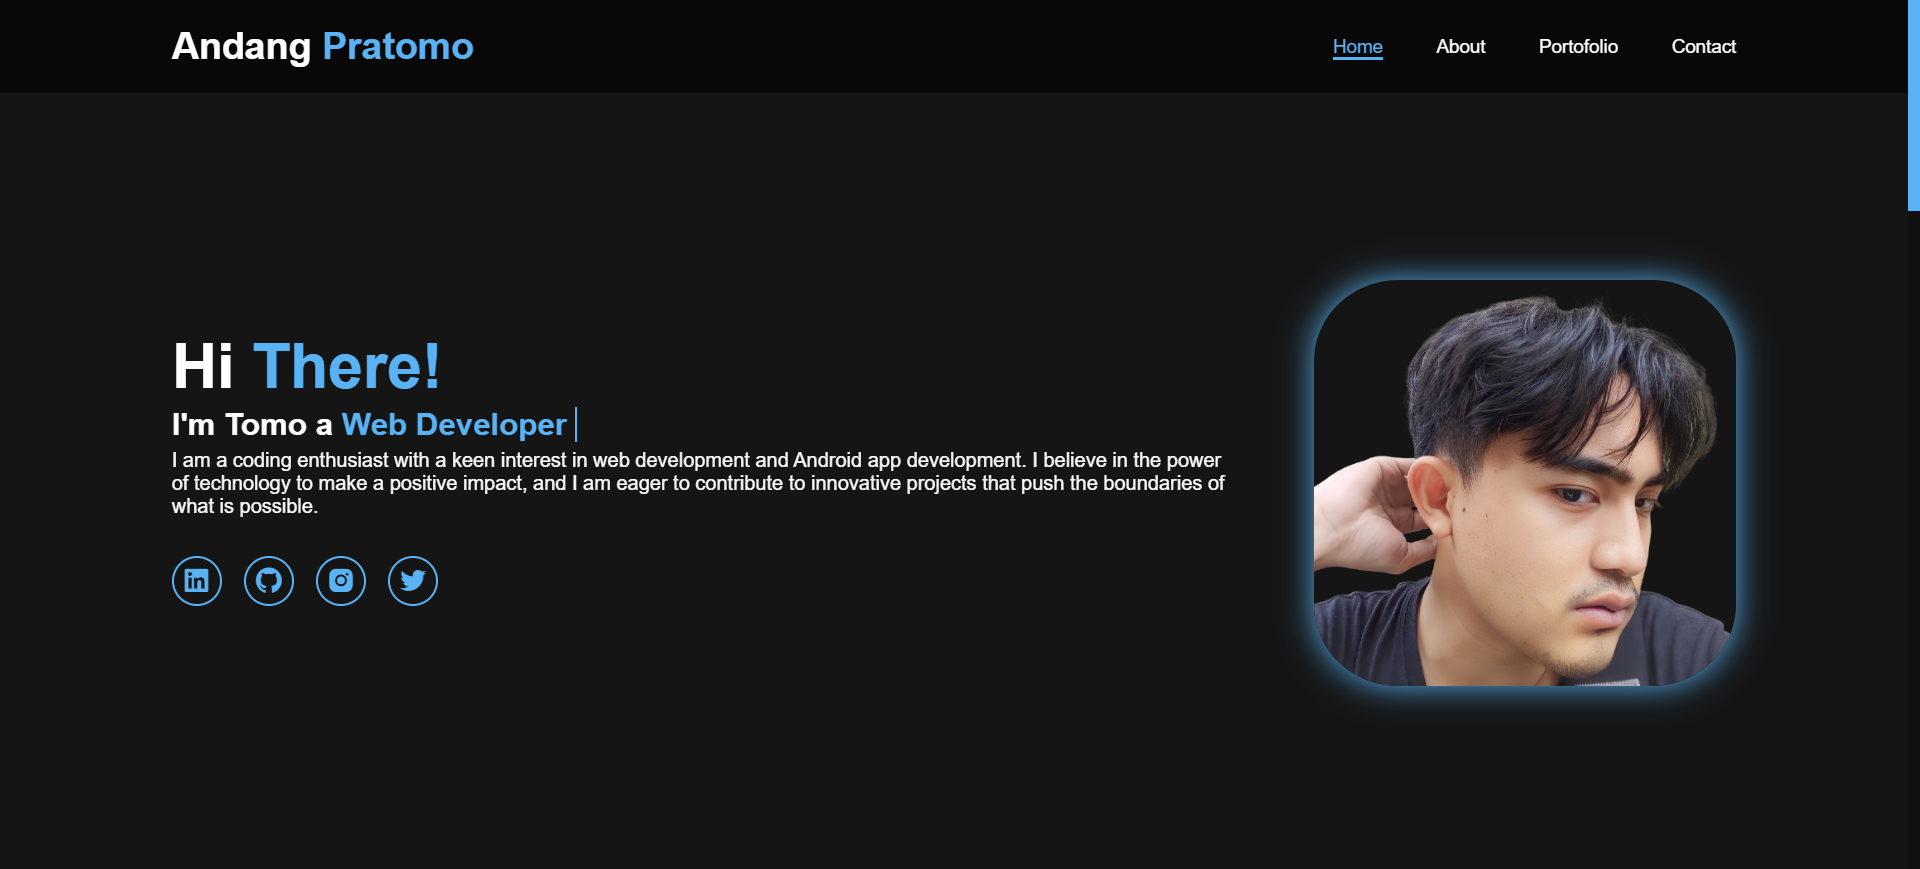 Andang Pratomo
Home
About
Portofolio
Contact
Hi There!
I'm Tomo a Web Developer
I am a coding enthusiast with a keen interest in web development and Android app development. I believe in the power
of technology to make a positive impact, and I am eager to contribute to innovative projects that push the boundaries of
what is possible.
in